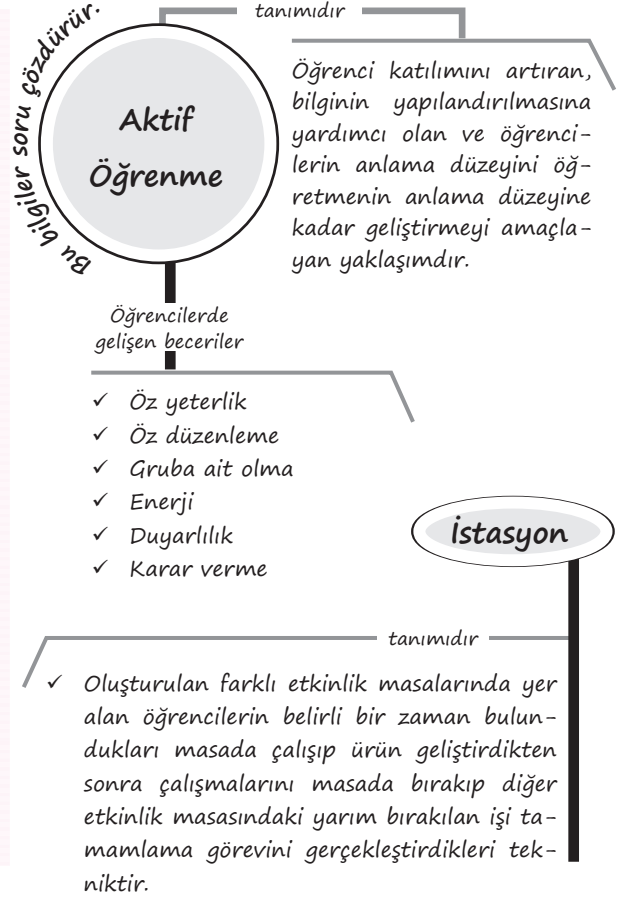 Bu bilgiler soru çözdürür.
Aktif
Öğrenme
tanımıdır
Öğrenci katılımını artıran,
bilginin yapılandırılmasına
yardımcı olan ve öğrenci-
lerin anlama düzeyini öğ-
retmenin anlama düzeyine
kadar geliştirmeyi amaçla-
yan yaklaşımdır.
Öğrencilerde
gelişen beceriler
✓ Öz yeterlik
✓ Öz düzenleme
✓ Gruba ait olma
✓ Enerji
✓ Duyarlılık
✓ Karar verme
İstasyon
tanımıdır
✓ Oluşturulan farklı etkinlik masalarında yer
alan öğrencilerin belirli bir zaman bulun-
dukları masada çalışıp ürün geliştirdikten
sonra çalışmalarını masada bırakıp diğer
etkinlik masasındaki yarım bırakılan işi ta-
mamlama görevini gerçekleştirdikleri tek-
niktir.